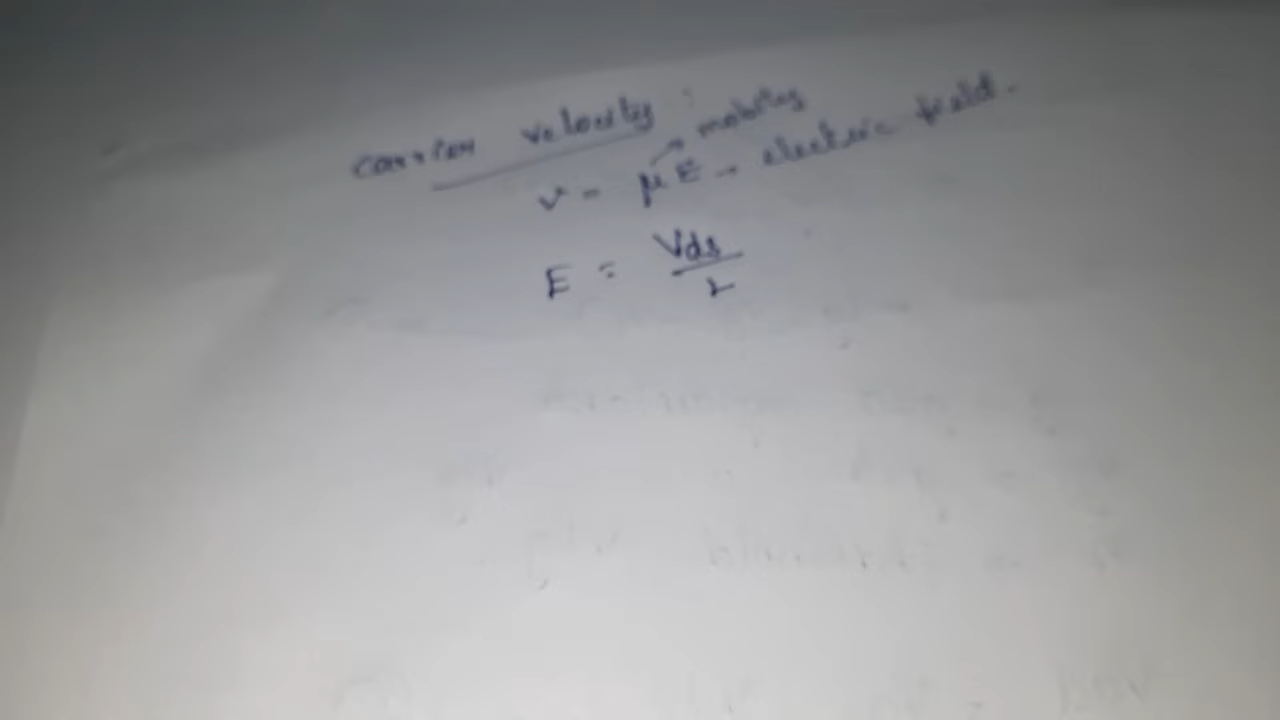 carrier velocity :
v = μE → electric field.
mobility
E = Vds / L